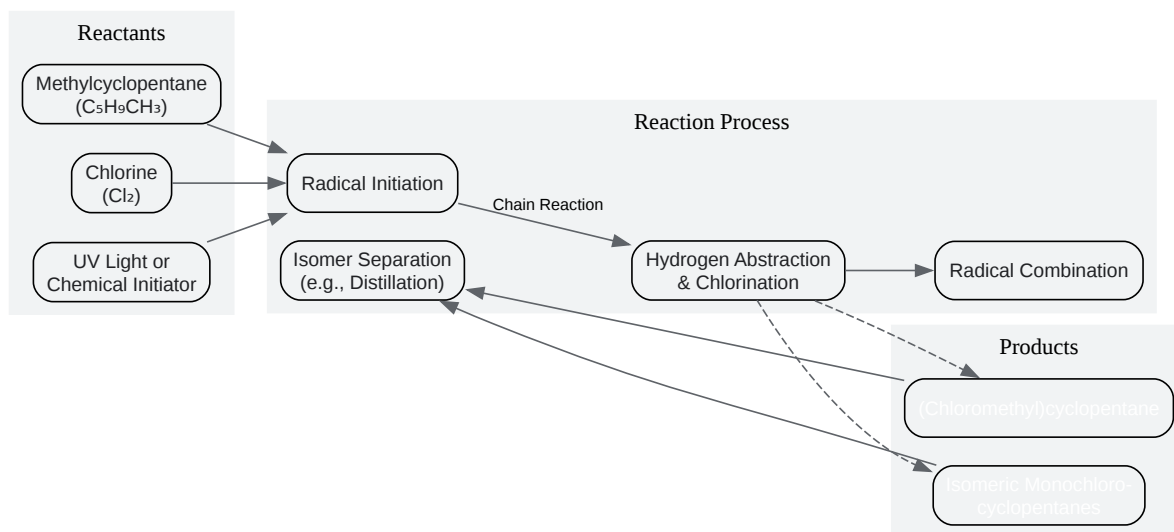 Reactants
Methylcyclopentane
(C₅H₉CH₃)
Chlorine
(Cl₂)
UV Light or
Chemical Initiator
Reaction Process
Radical Initiation
Chain Reaction
Isomer Separation
(e.g., Distillation)
Hydrogen Abstraction
& Chlorination
Radical Combination
Products
(Chloromethyl)cyclopentane
Isomeric Monochloro-
cyclopentanes